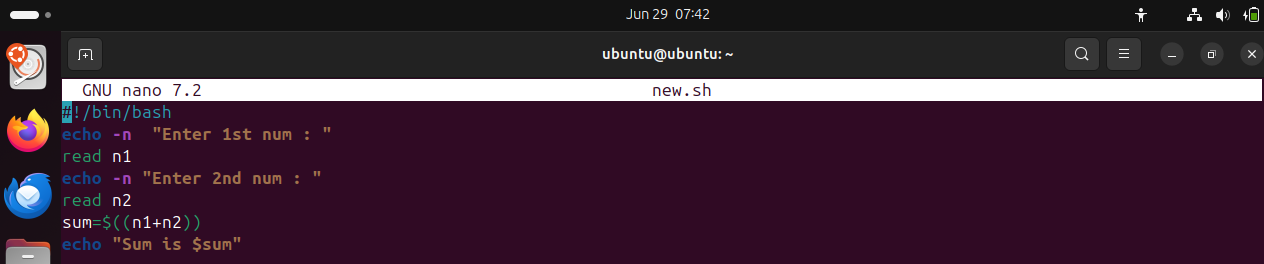 Jun 29 07:42
ubuntu@ubuntu: ~
GNU nano 7.2 new.sh
#!/bin/bash
echo -n  "Enter 1st num : "
read n1
echo -n "Enter 2nd num : "
read n2
sum=$((n1+n2))
echo "Sum is $sum"